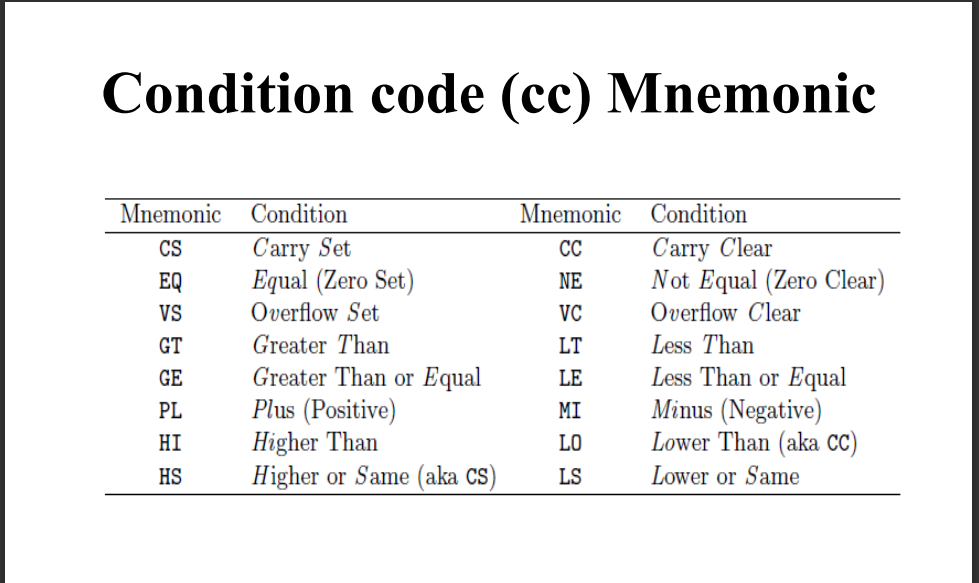 Condition code (cc) Mnemonic
Mnemonic Condition Mnemonic Condition
CS Carry Set CC Carry Clear
EQ Equal (Zero Set) NE Not Equal (Zero Clear)
VS Overflow Set VC Overflow Clear
GT Greater Than LT Less Than
GE Greater Than or Equal LE Less Than or Equal
PL Plus (Positive) MI Minus (Negative)
HI Higher Than LO Lower Than (aka CC)
HS Higher or Same (aka CS) LS Lower or Same